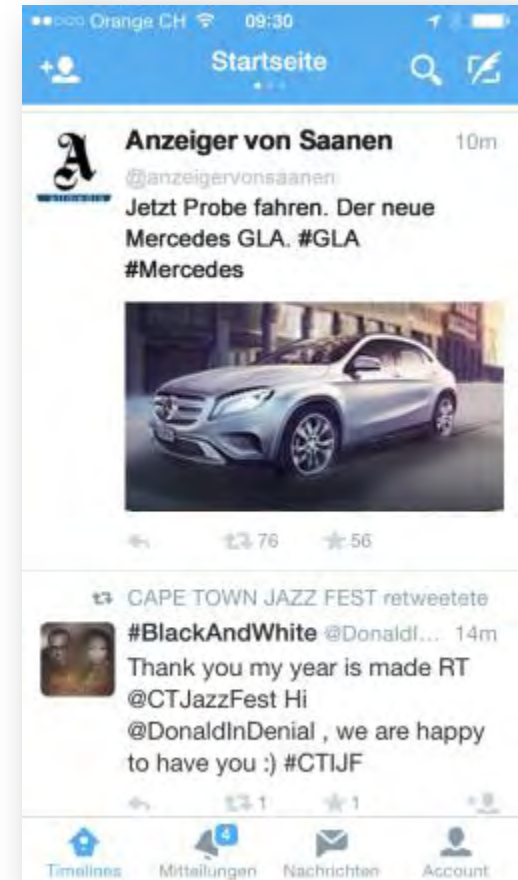 Orange CH 09:30
Startseite
A
Anzeiger von Saanen 10m
@anzeigervonsaanen
Jetzt Probe fahren. Der neue
Mercedes GLA. #GLA
#Mercedes
76 56
CAPE TOWN JAZZ FEST retweetete
#BlackAndWhite @DonaldI... 14m
Thank you my year is made RT
@CTJazzFest Hi
@DonaldInDenial , we are happy
to have you :) #CTIJF
1 1
4
Timelines Mitteilungen Nachrichten Account